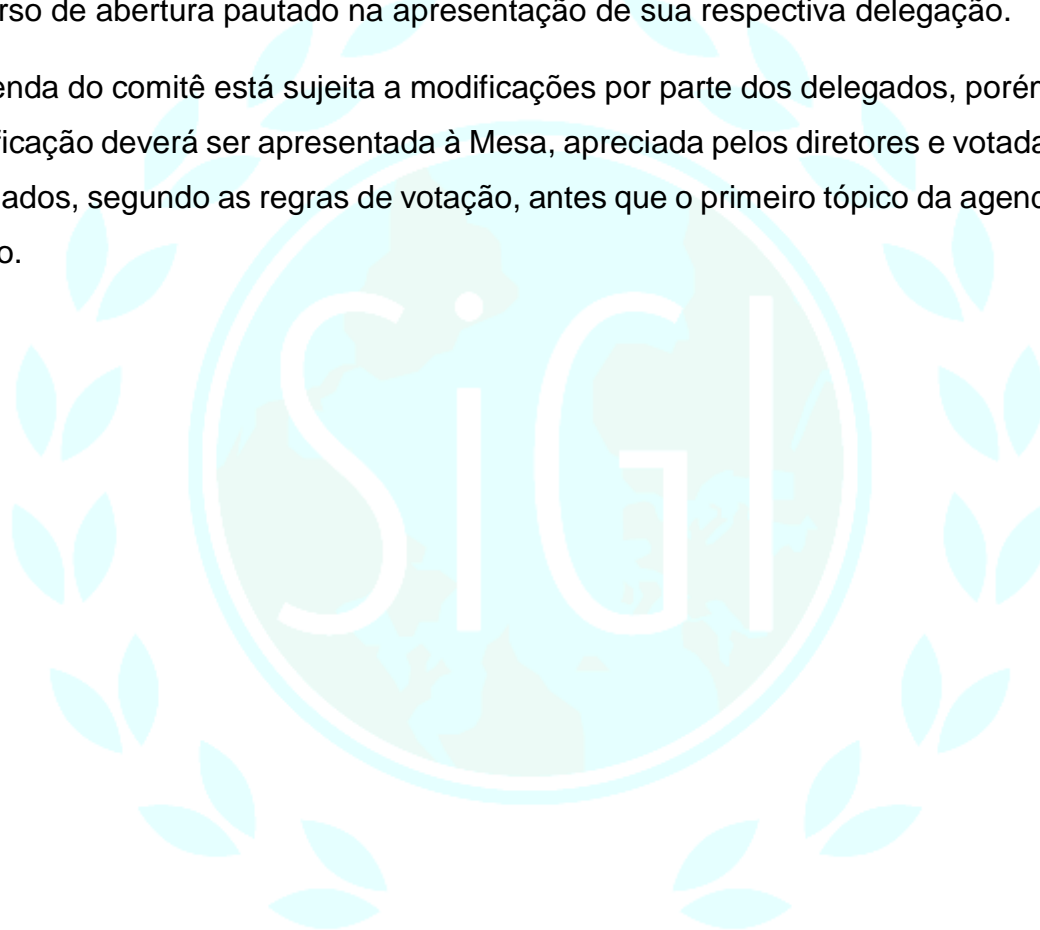 rso de abertura pautado na apresentação de sua respectiva delegação.
enda do comitê está sujeita a modificações por parte dos delegados, porém
ficação deverá ser apresentada à Mesa, apreciada pelos diretores e votada
ados, segundo as regras de votação, antes que o primeiro tópico da agend
o.
SiGI